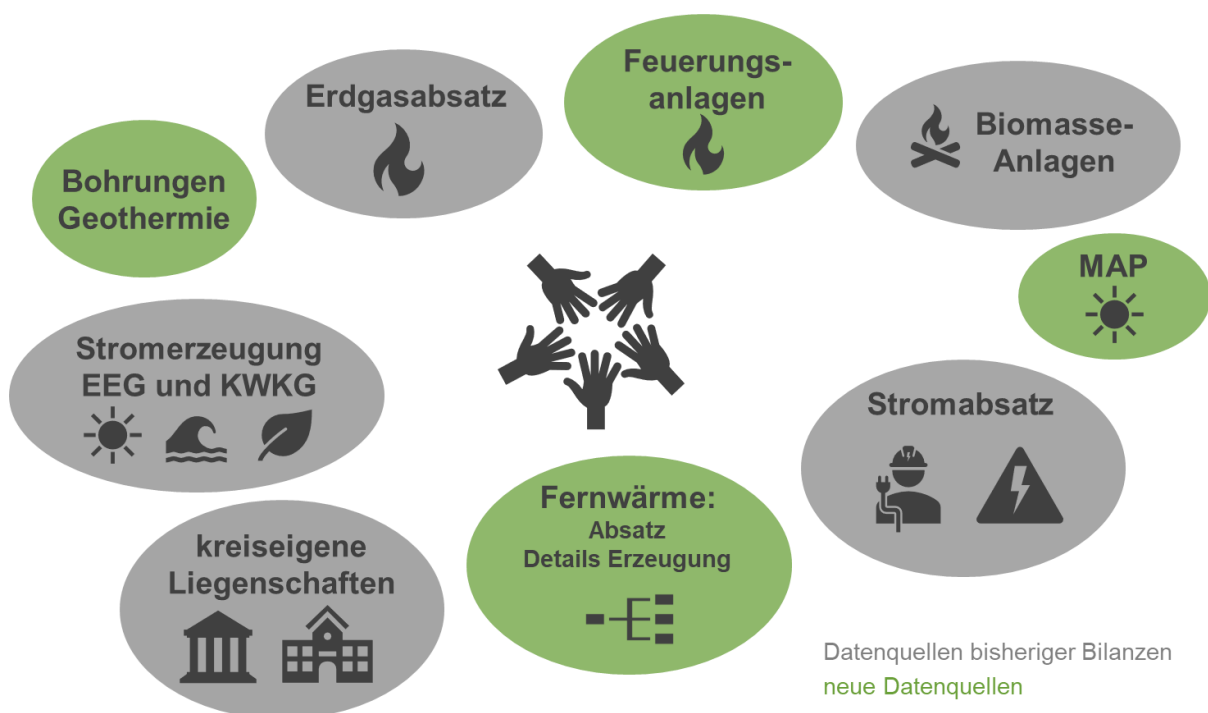 Feuerungs-
anlagen
Erdgasabsatz
Biomasse-
Anlagen
Bohrungen
Geothermie
MAP
Stromerzeugung
EEG und KWKG
Stromabsatz
Fernwärme:
Absatz
Details Erzeugung
kreiseigene
Liegenschaften
Datenquellen bisheriger Bilanzen
neue Datenquellen